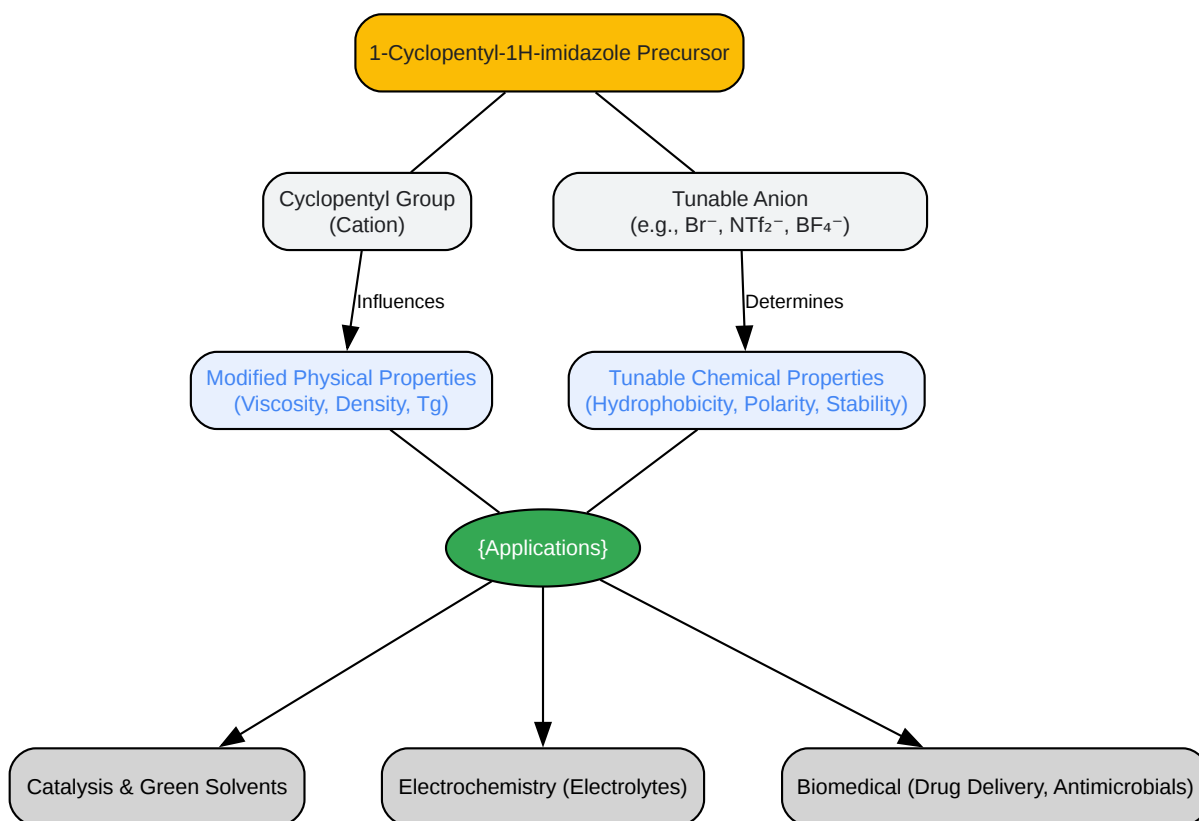 1-Cyclopentyl-1H-imidazole Precursor
Cyclopentyl Group
(Cation)
Tunable Anion
(e.g., Br⁻, NTf₂⁻, BF₄⁻)
Influences
Determines
Modified Physical Properties
(Viscosity, Density, Tg)
Tunable Chemical Properties
(Hydrophobicity, Polarity, Stability)
{Applications}
Catalysis & Green Solvents
Electrochemistry (Electrolytes)
Biomedical (Drug Delivery, Antimicrobials)